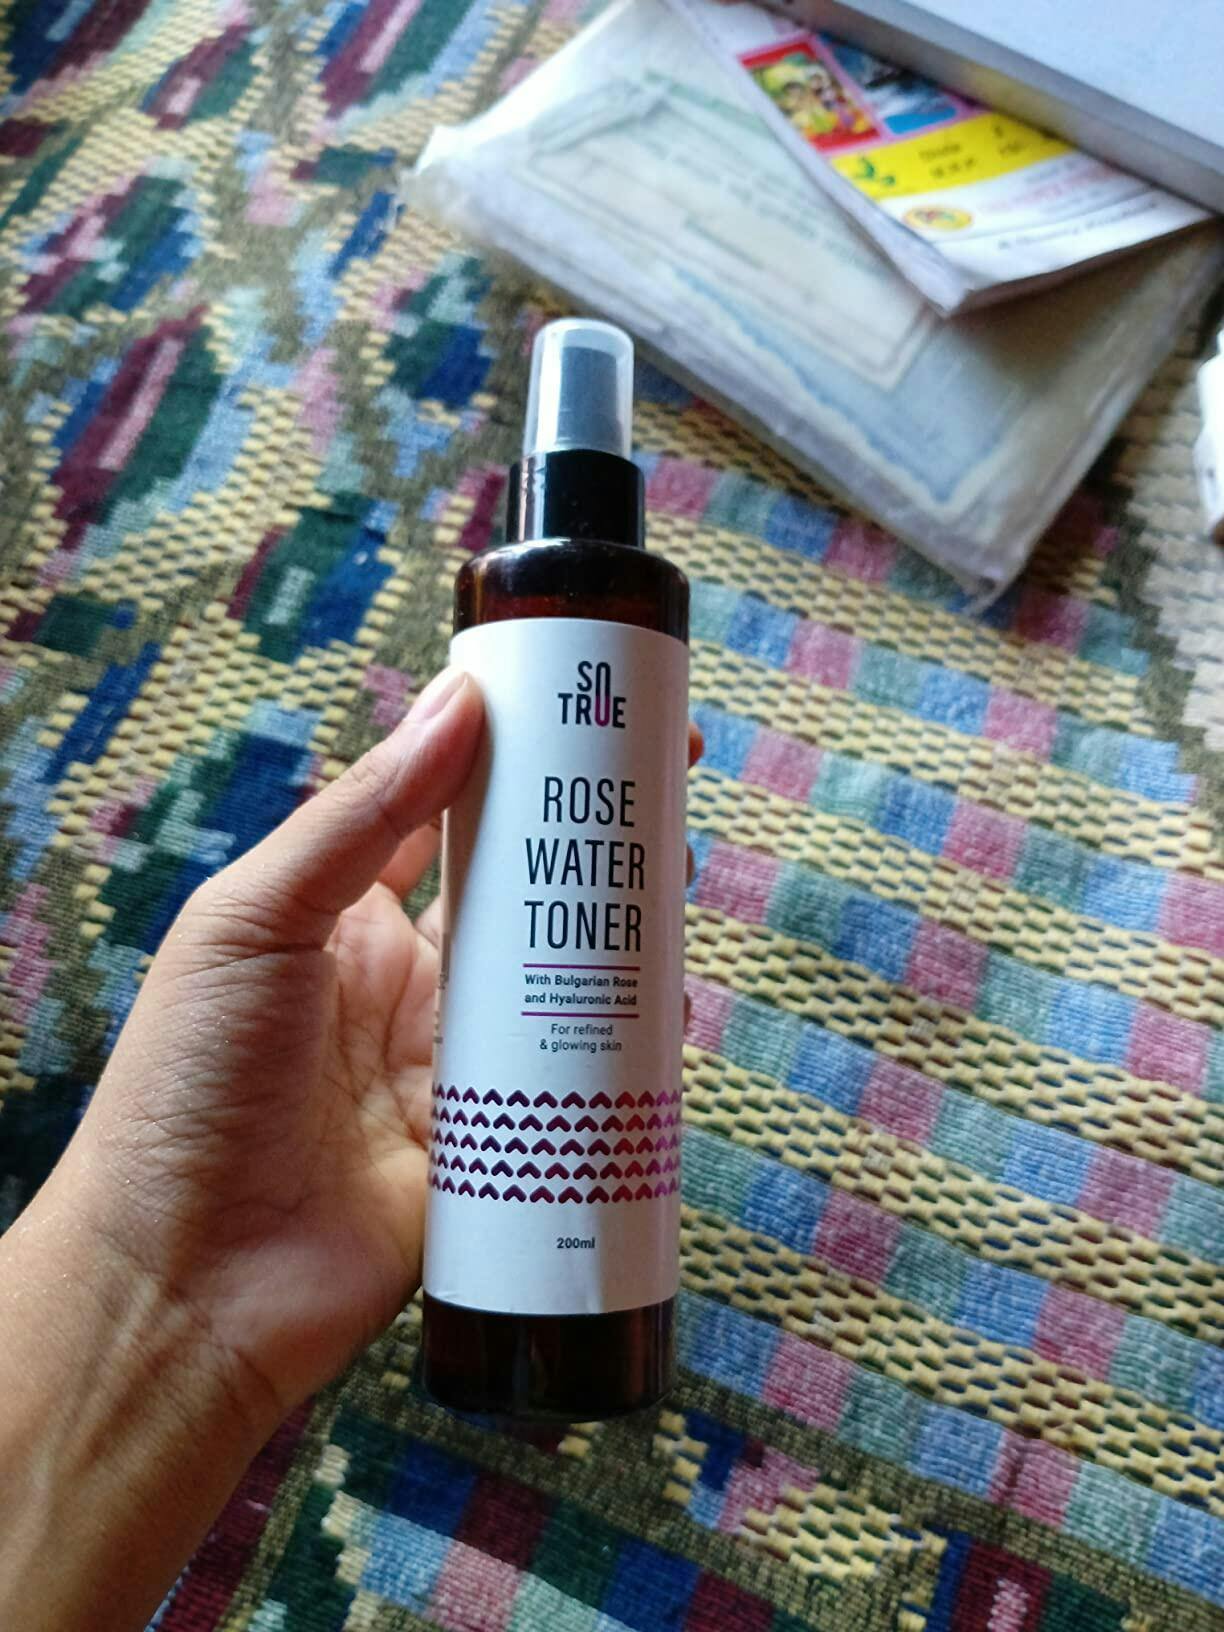 SO
TRUE
ROSE
WATER
TONER
With Bulgarian Rose
and Hyaluronic Acid
For refined
& glowing skin
200ml